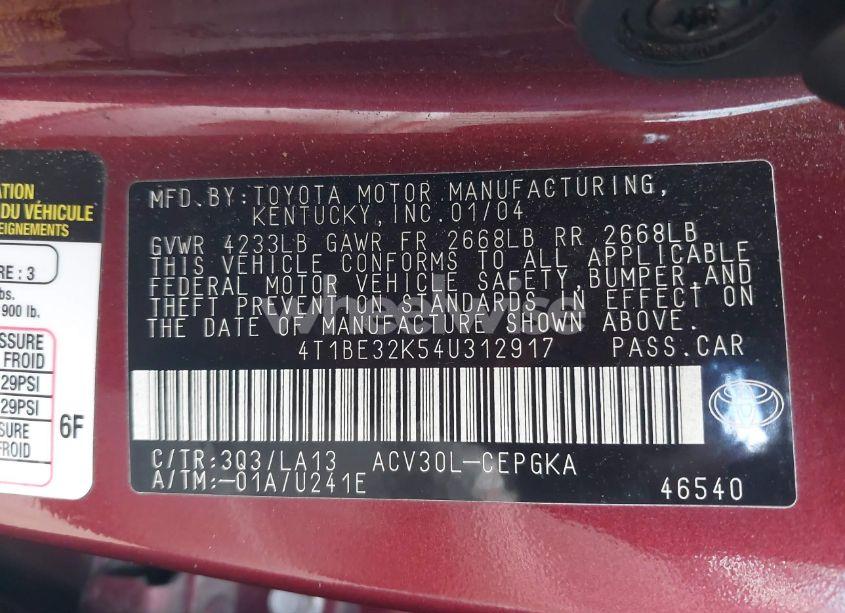 ATION
DU VÉHICULE
EIGNEMENTS
RE : 3
bs.
900 lb.
SSURE
FROID
29PSI
29PSI
SURE
FROID
6F
MFD.BY:TOYOTA MOTOR MANUFACTURING,
KENTUCKY,INC.01/04
GVWR 4233LB GAWR FR 2668LB RR 2668LB
THIS VEHICLE CONFORMS TO ALL APPLICABLE
FEDERAL MOTOR VEHICLE SAFETY,BUMPER,AND
THEFT PREVENTION STANDARDS IN EFFECT ON
THE DATE OF MANUFACTURE SHOWN ABOVE.
wheelwise
4T1BE32K54U312917 PASS.CAR
C/TR:3Q3/LA13 ACV30L-CEPGKA
A/TM:-01A/U241E 46540